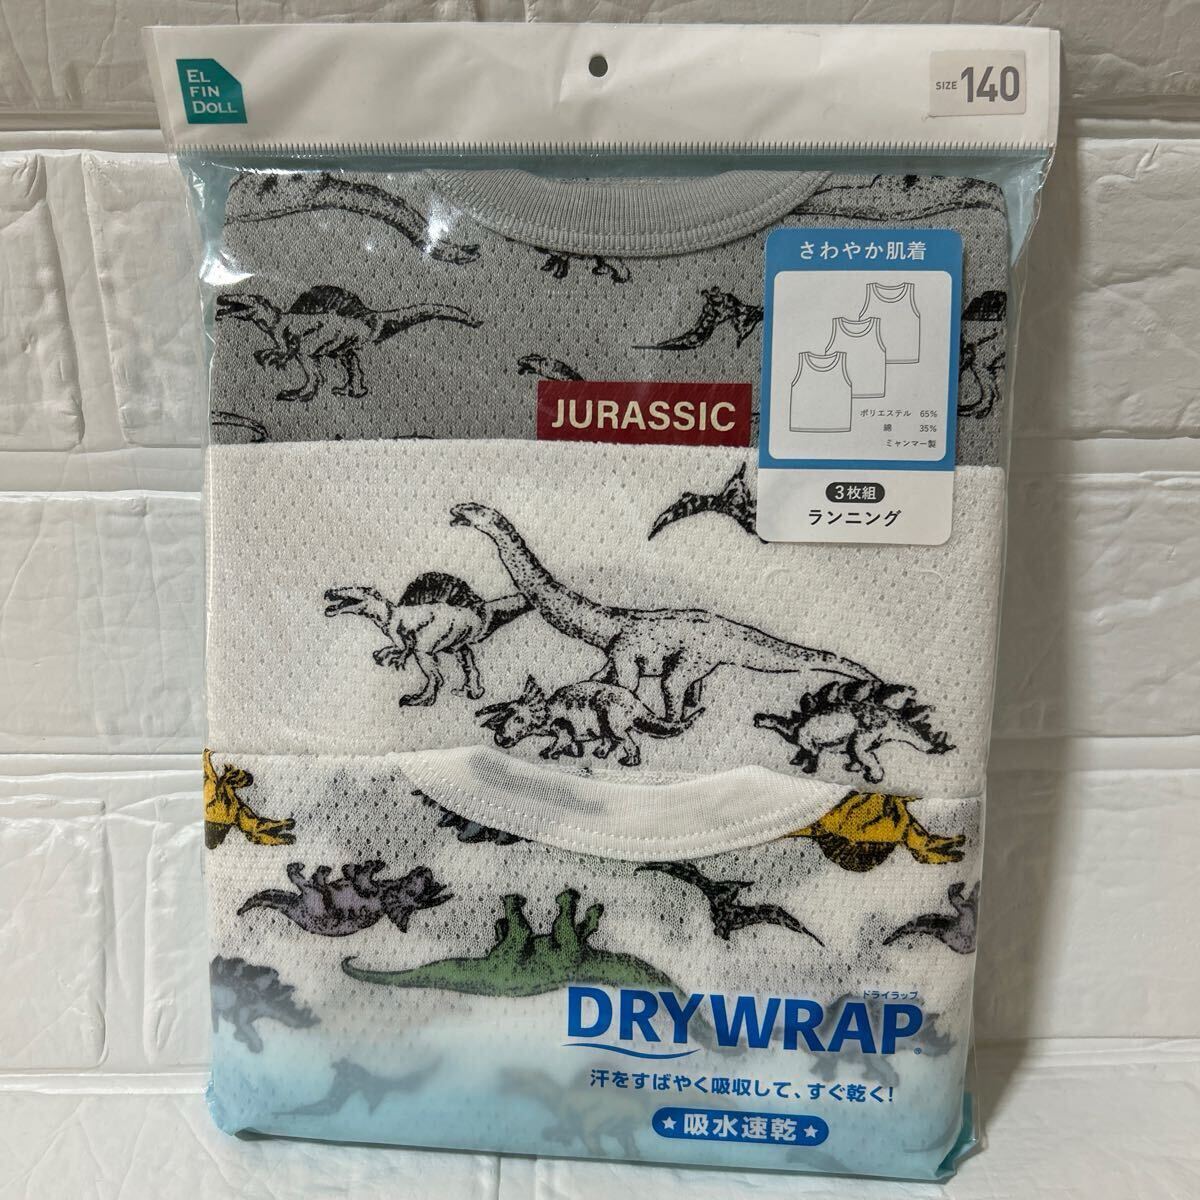 EL
FIN
DOLL
SIZE 140
さわやか肌着
ポリエステル 65%
綿 35%
ミャンマー製
3枚組
ランニング
JURASSIC
ドライラップ
DRYWRAP®
汗をすばやく吸収して、すぐ乾く!
★吸水速乾★